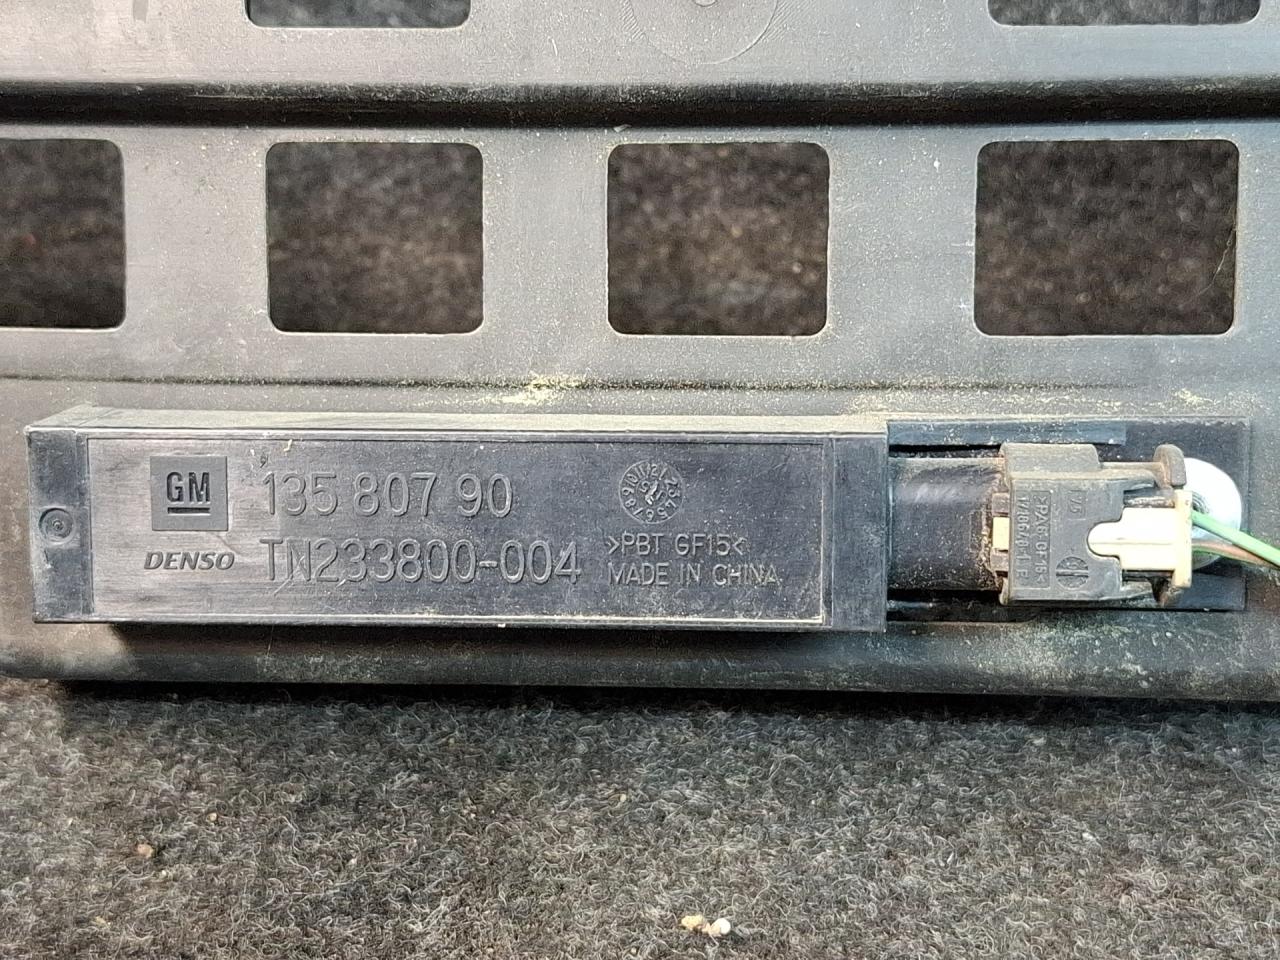 GM
135 807 90
DENSO
TN233800-004
>PBT GF15<
MADE IN CHINA